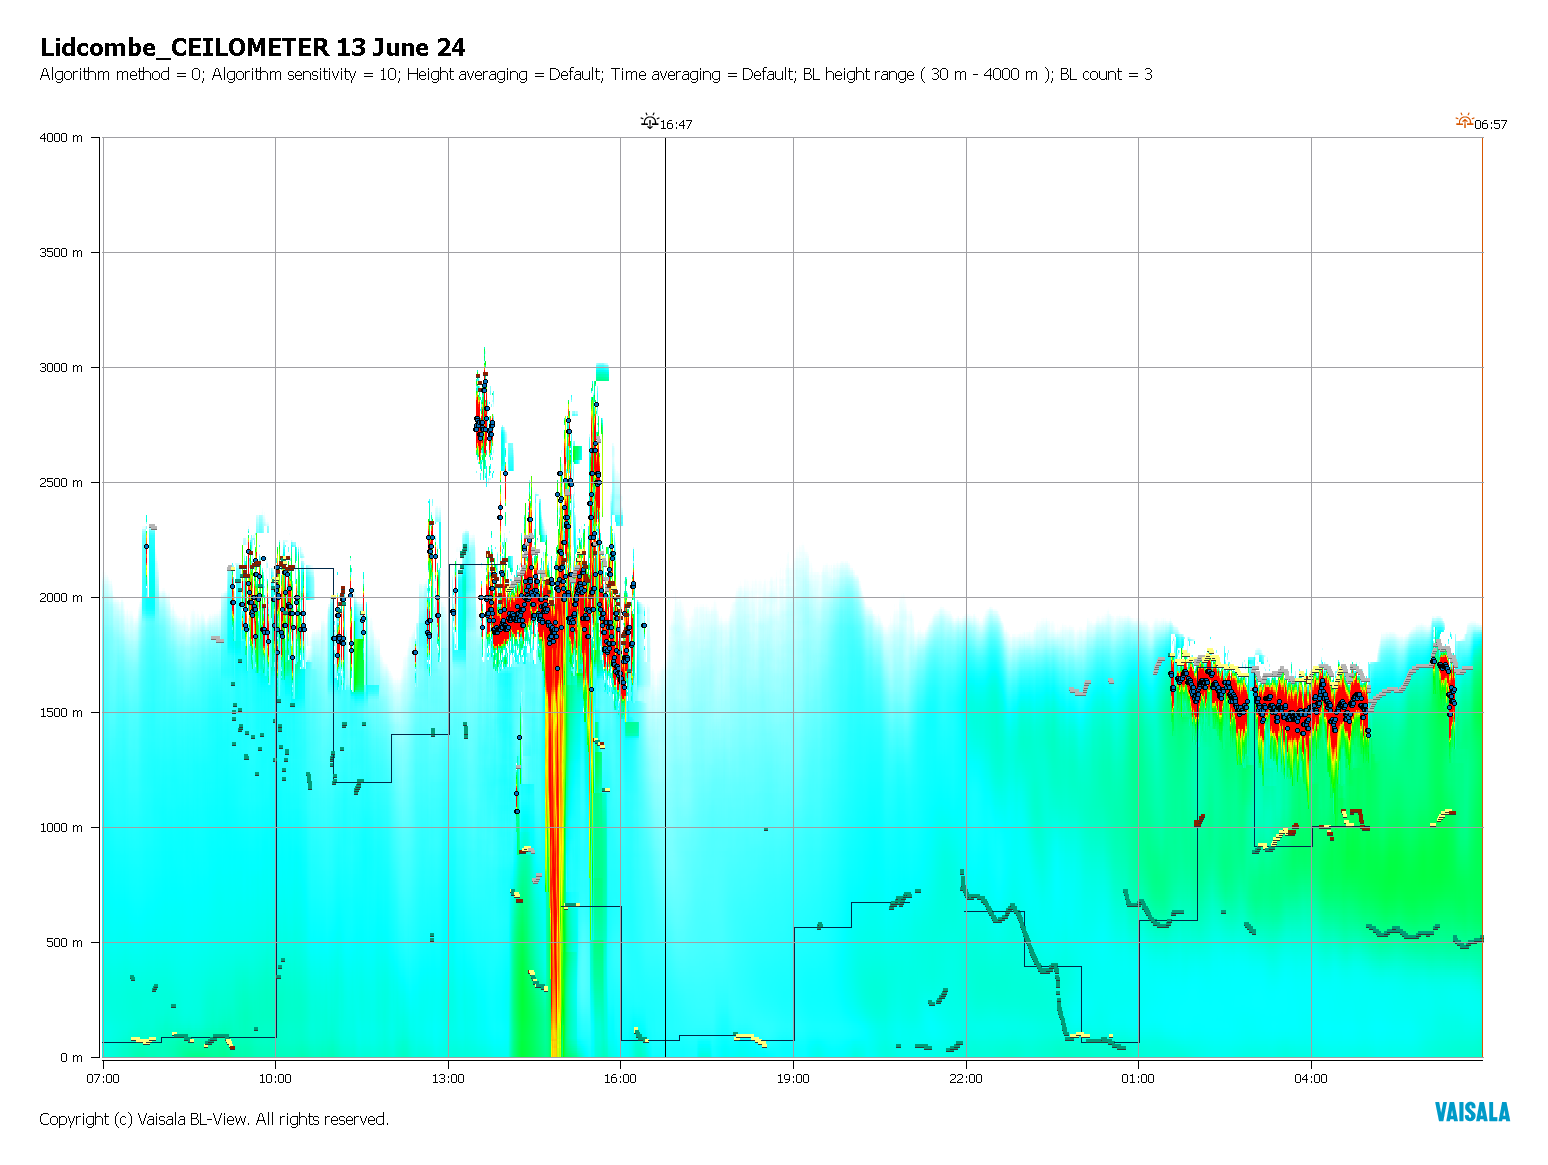 Lidcombe_CEILOMETER 13 June 24
Algorithm method = 0; Algorithm sensitivity = 10; Height averaging = Default; Time averaging = Default; BL height range ( 30 m - 4000 m ); BL count = 3
16:47
06:57
4000 m
3500 m
3000 m
2500 m
2000 m
1500 m
1000 m
500 m
0 m
07:00
10:00
13:00
16:00
19:00
22:00
01:00
04:00
Copyright (c) Vaisala BL-View. All rights reserved.
VAISALA